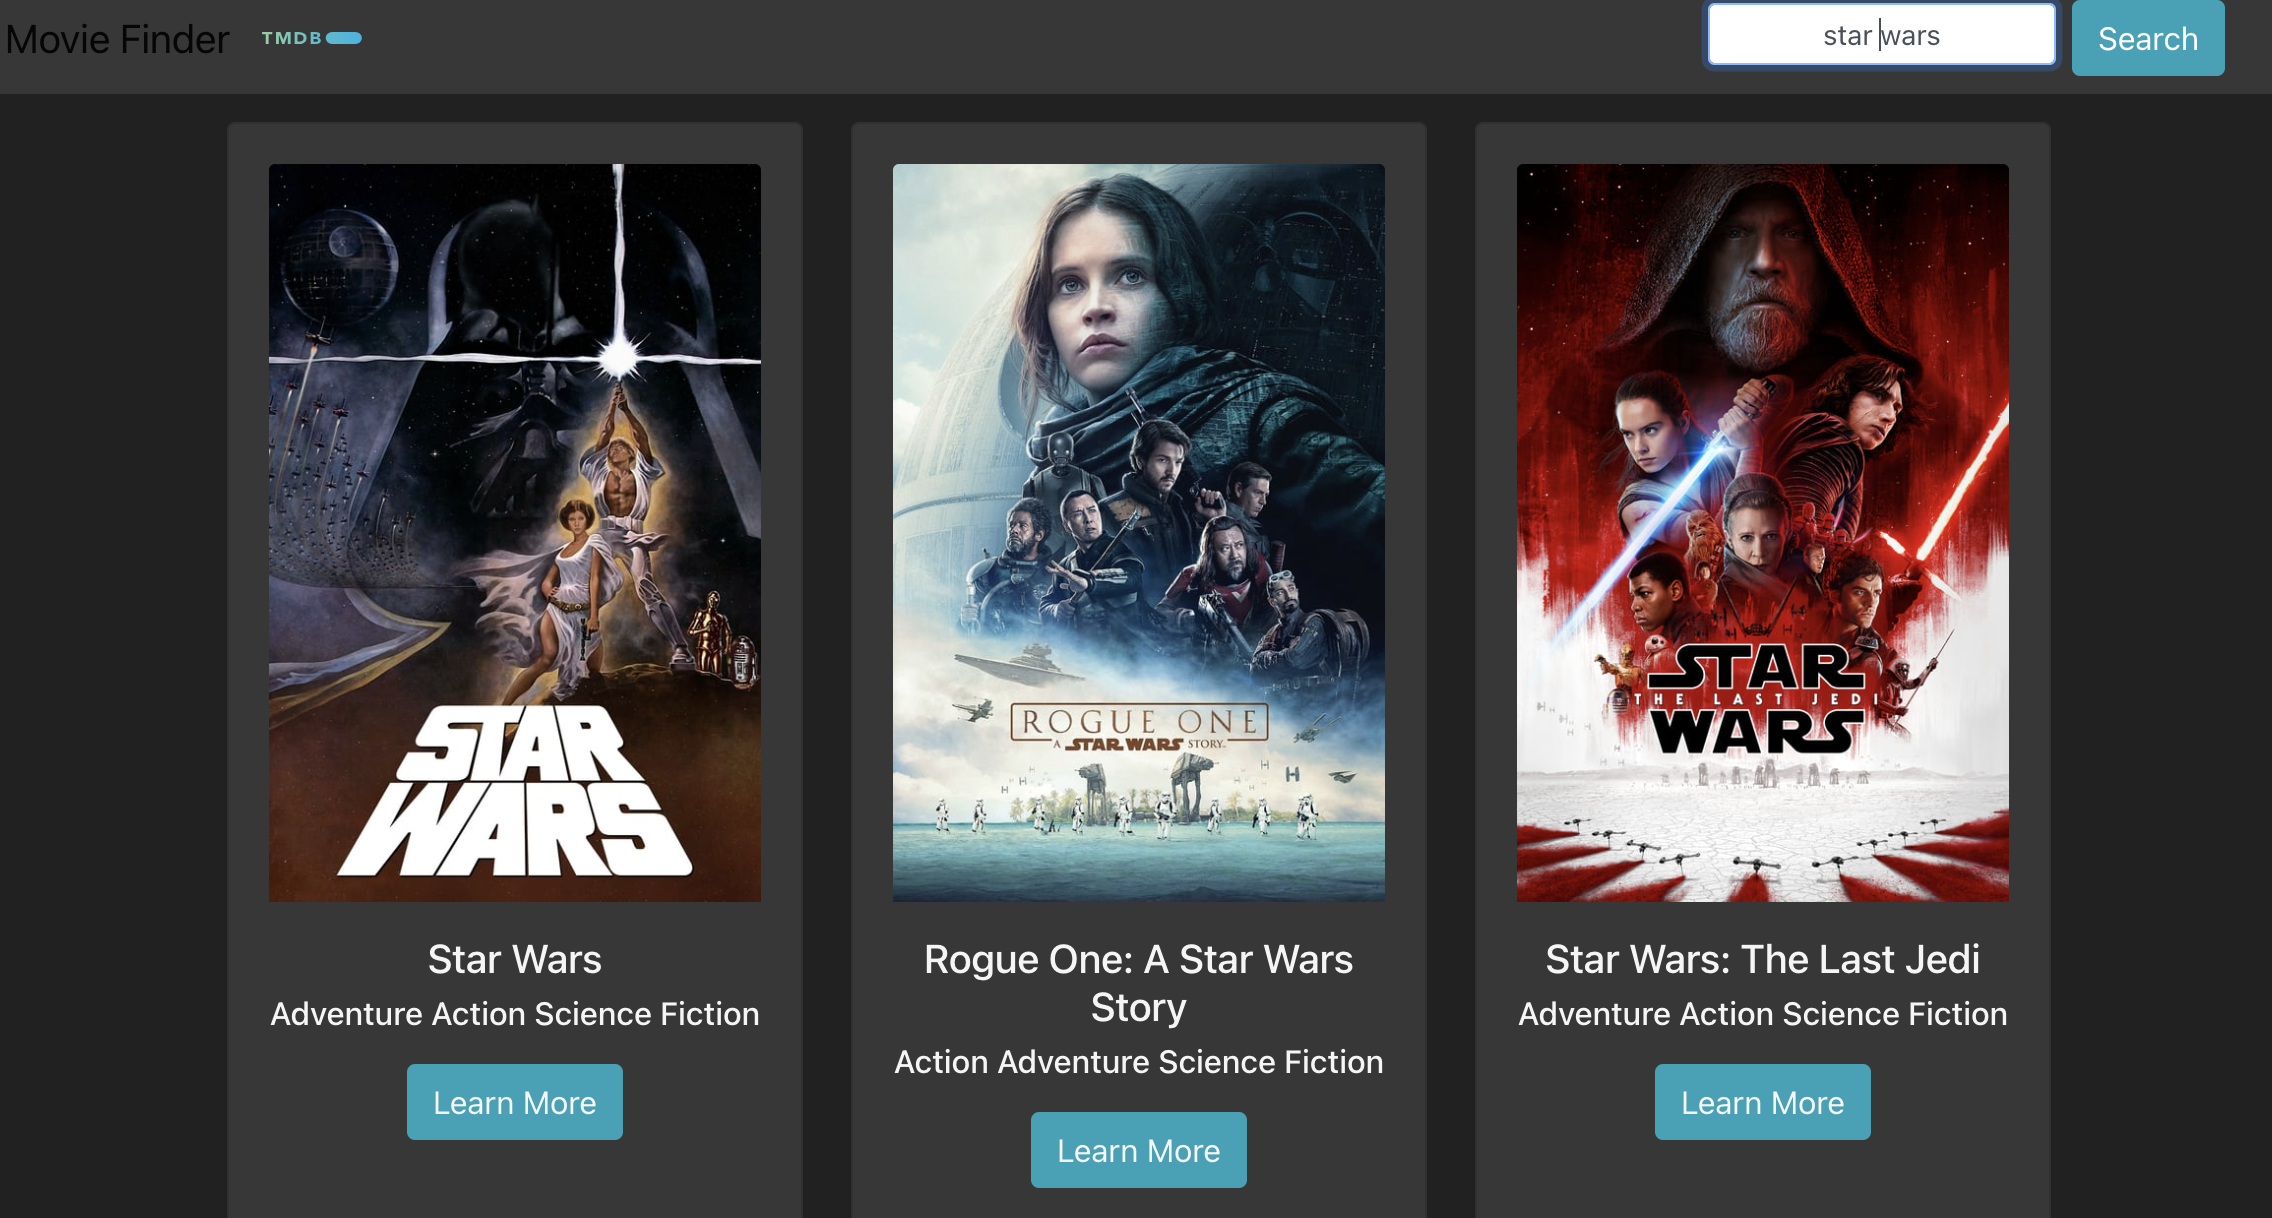 Movie Finder
TMDB
star wars
Search
STAR
WARS
ROGUE ONE
A STAR WARS STORY
STAR
THE LAST JEDI
WARS
Star Wars
Adventure Action Science Fiction
Learn More
Rogue One: A Star Wars
Story
Action Adventure Science Fiction
Learn More
Star Wars: The Last Jedi
Adventure Action Science Fiction
Learn More